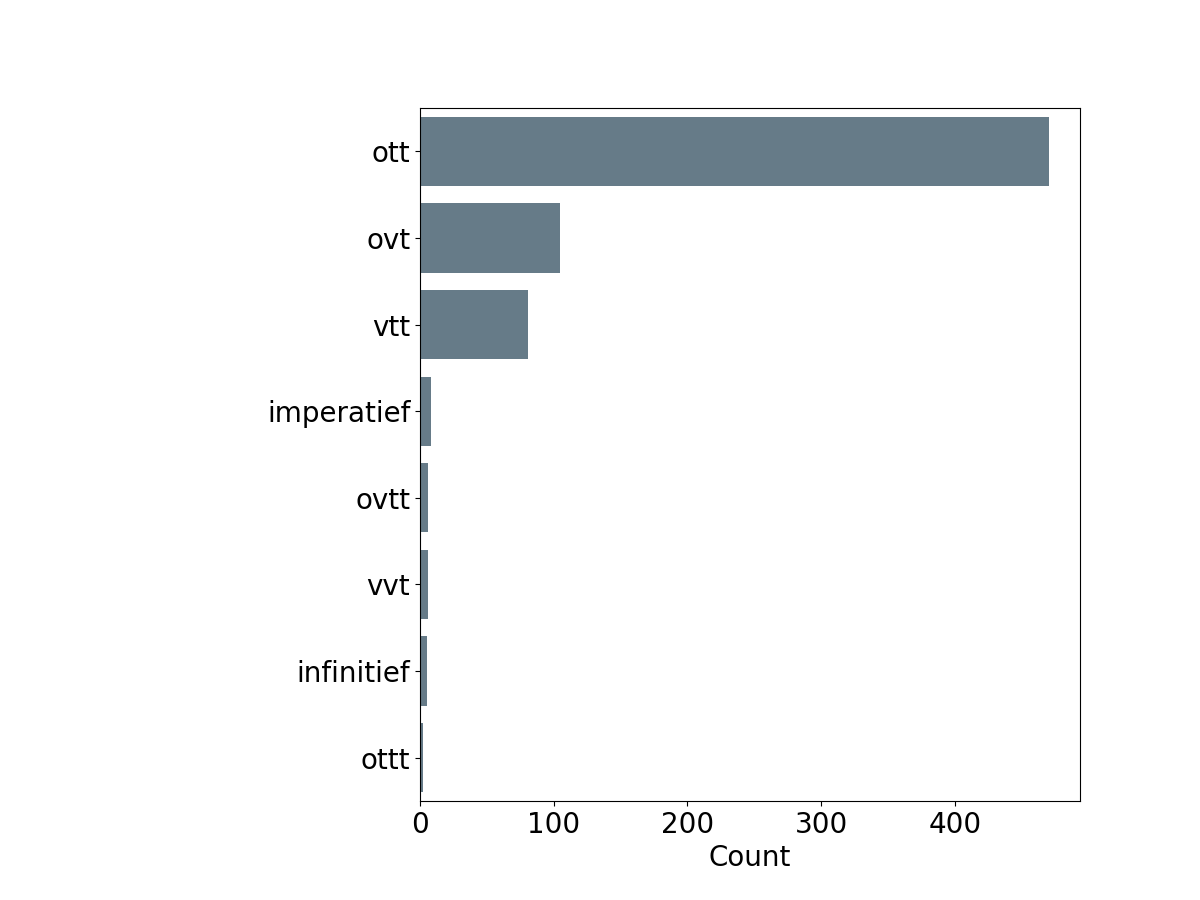 ott
ovt
vtt
imperatief
ovtt
vvt
infinitief
ottt
0 100 200 300 400
Count